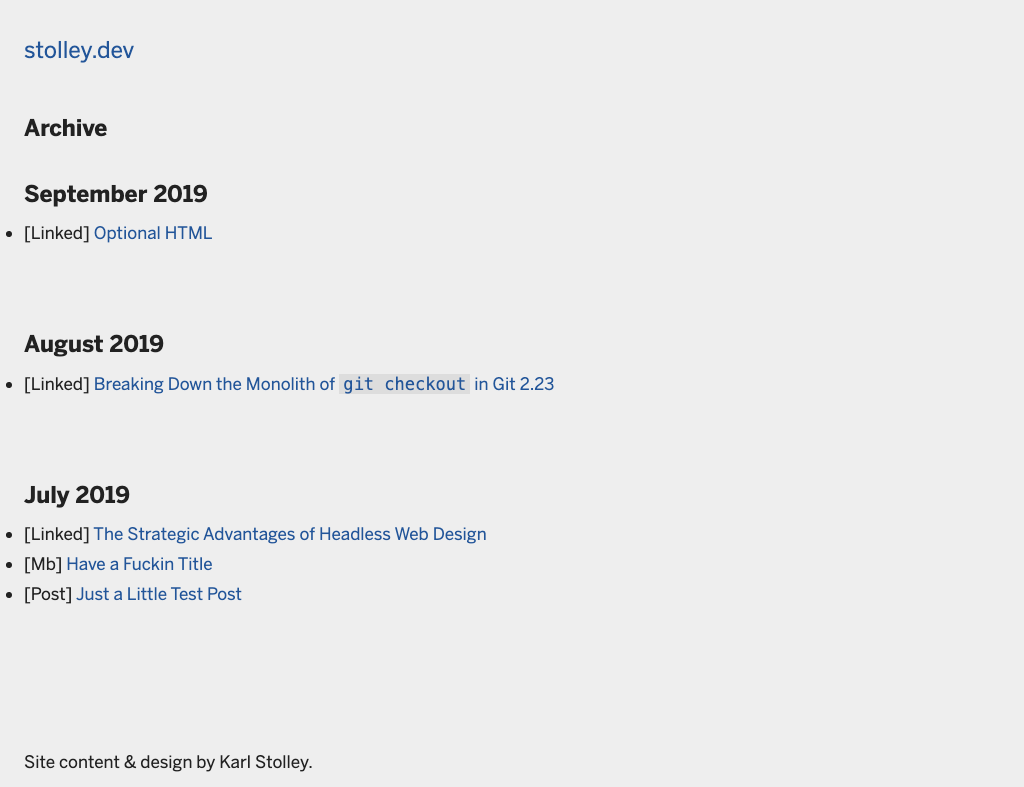 stolley.dev
Archive
September 2019
[Linked] Optional HTML
August 2019
[Linked] Breaking Down the Monolith of git checkout in Git 2.23
July 2019
[Linked] The Strategic Advantages of Headless Web Design
[Mb] Have a Fuckin Title
[Post] Just a Little Test Post
Site content & design by Karl Stolley.